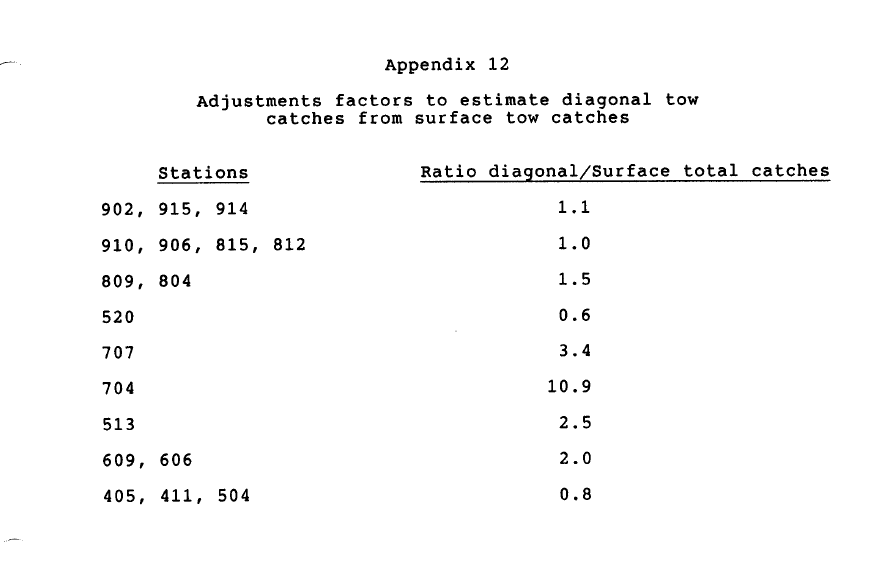 Appendix 12
Adjustments factors to estimate diagonal tow
catches from surface tow catches
Stations Ratio diagonal/Surface total catches
902, 915, 914 1.1
910, 906, 815, 812 1.0
809, 804 1.5
520 0.6
707 3.4
704 10.9
513 2.5
609, 606 2.0
405, 411, 504 0.8